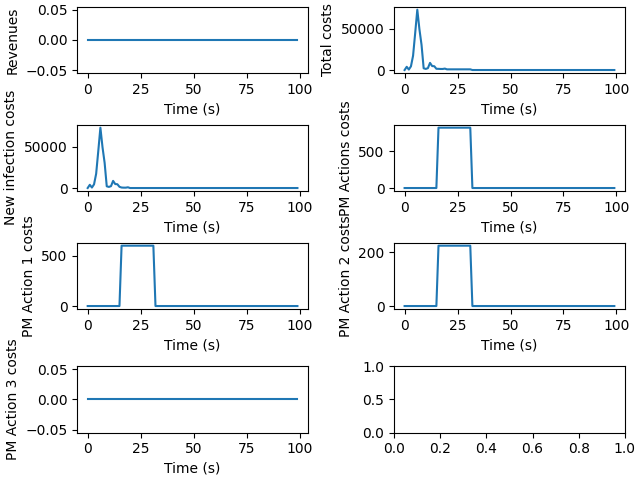 Revenues
0.05
0.00
−0.05
0 25 50 75 100
Time (s)
Total costs
50000
0
0 25 50 75 100
Time (s)
New infection costs
50000
0
0 25 50 75 100
Time (s)
PM Actions costs
500
0
0 25 50 75 100
Time (s)
PM Action 1 costs
500
0
0 25 50 75 100
Time (s)
PM Action 2 costs
200
0
0 25 50 75 100
Time (s)
PM Action 3 costs
0.05
0.00
−0.05
0 25 50 75 100
Time (s)
1.0
0.5
0.0
0.0 0.2 0.4 0.6 0.8 1.0